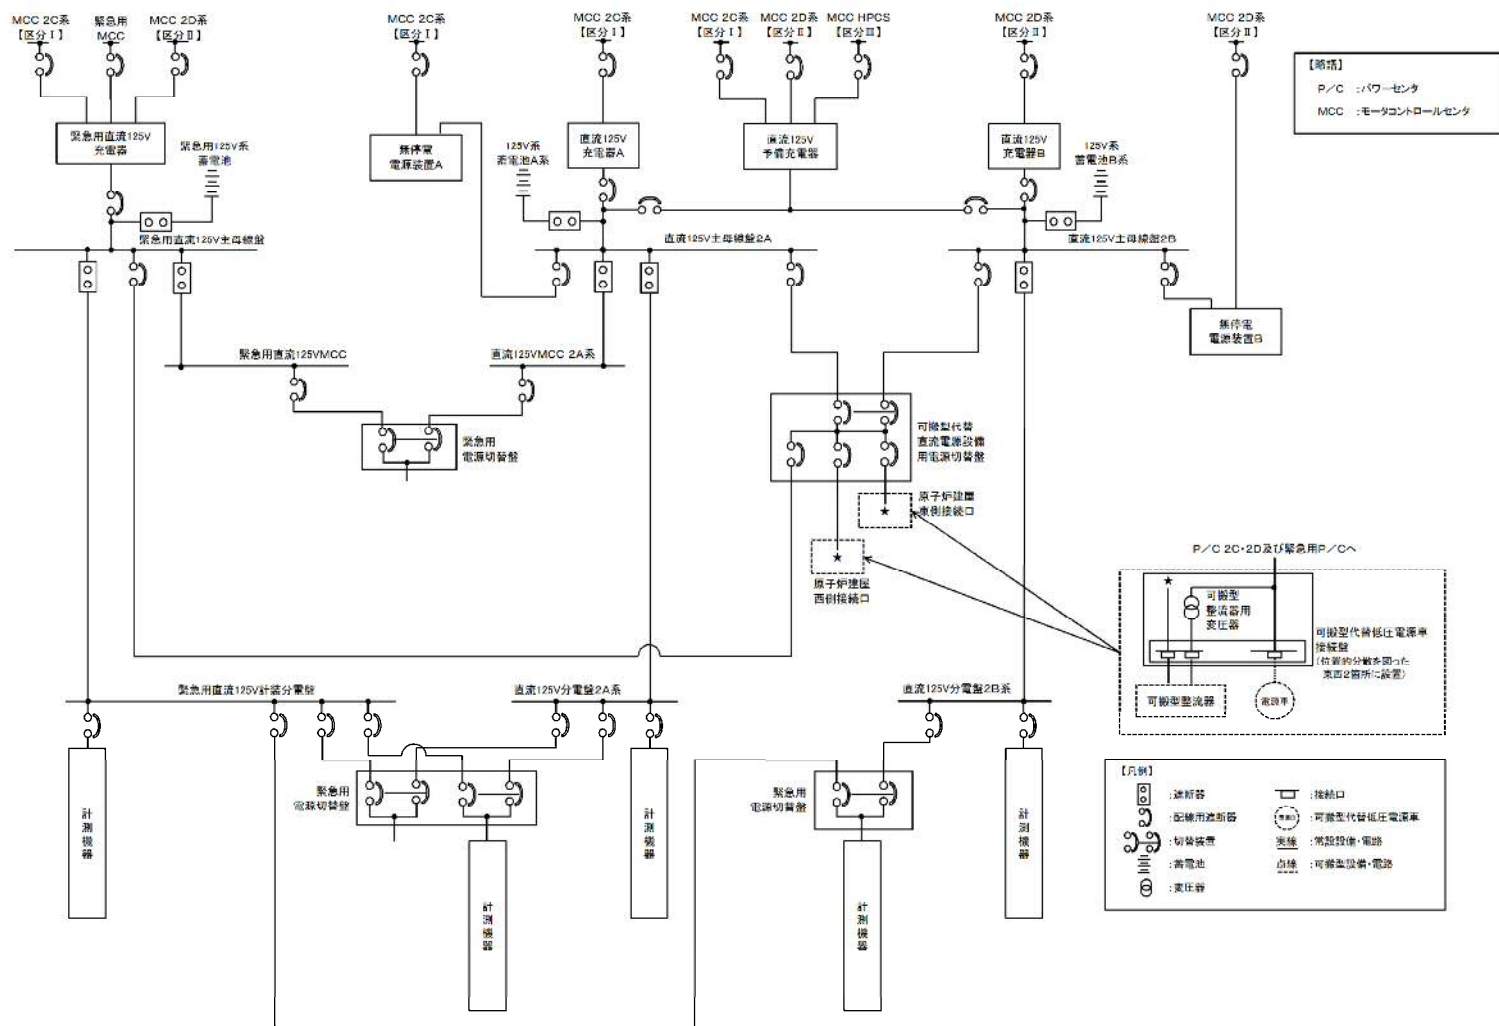 MCC 2C系
【区分Ⅰ】
緊急用
MCC
MCC 2D系
【区分Ⅱ】
MCC 2C系
【区分Ⅰ】
MCC 2C系
【区分Ⅰ】
MCC 2C系
【区分Ⅰ】
MCC 2D系
【区分Ⅱ】
MCC HPCS
【区分Ⅲ】
MCC 2D系
【区分Ⅱ】
MCC 2D系
【区分Ⅱ】
【略語】
P/C :パワーセンタ
MCC :モータコントロールセンタ
緊急用直流125V
充電器
緊急用125V系
蓄電池
無停電
電源装置A
125V系
蓄電池A系
直流125V
充電器A
直流125V
予備充電器
直流125V
充電器B
125V系
蓄電池B系
緊急用直流125V主母線盤
直流125V主母線盤2A
直流125V主母線盤2B
無停電
電源装置B
緊急用直流125VMCC
直流125VMCC 2A系
緊急用
電源切替盤
可搬型代替
直流電源設備
用電源切替盤
原子炉建屋
東側接続口
★
★
原子炉建屋
西側接続口
P/C 2C・2D及び緊急用P/Cへ
★
可搬型
整流器用
変圧器
可搬型代替低圧電源車
接続盤
(位置的分散を図った
東西2箇所に設置)
可搬型整流器
電源車
緊急用直流125V計装分電盤
直流125V分電盤2A系
直流125V分電盤2B系
緊急用
電源切替盤
緊急用
電源切替盤
計測機器
計測機器
計測機器
計測機器
計測機器
【凡例】
:遮断器
:配線用遮断器
:切替装置
:蓄電池
:変圧器
:接続口
:可搬型代替低圧電源車
実線 :常設設備・電路
点線 :可搬型設備・電路